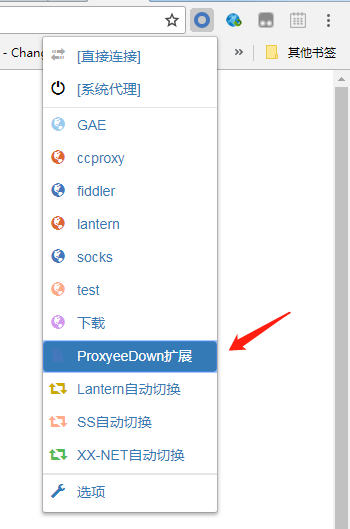 - Chang
»
其他书签
[直接连接]
[系统代理]
GAE
ccproxy
fiddler
lantern
socks
test
下载
ProxyeeDown扩展
Lantern自动切换
SS自动切换
XX-NET自动切换
选项